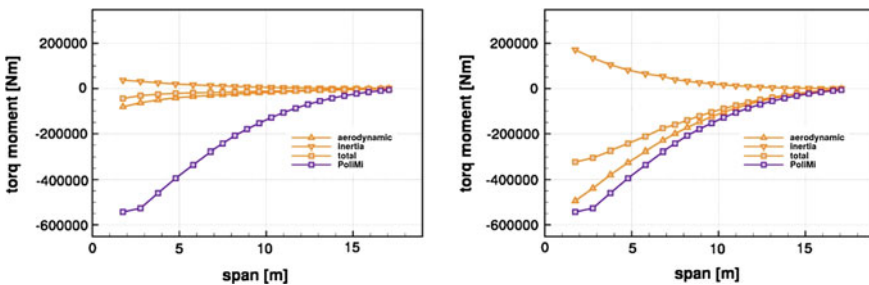 torq moment [Nm]
200000
0
-200000
-400000
-600000
0
5
10
15
span [m]
aerodynamic
inertia
total
PoliMi
torq moment [Nm]
200000
0
-200000
-400000
-600000
0
5
10
15
span [m]
aerodynamic
inertia
total
PoliMi